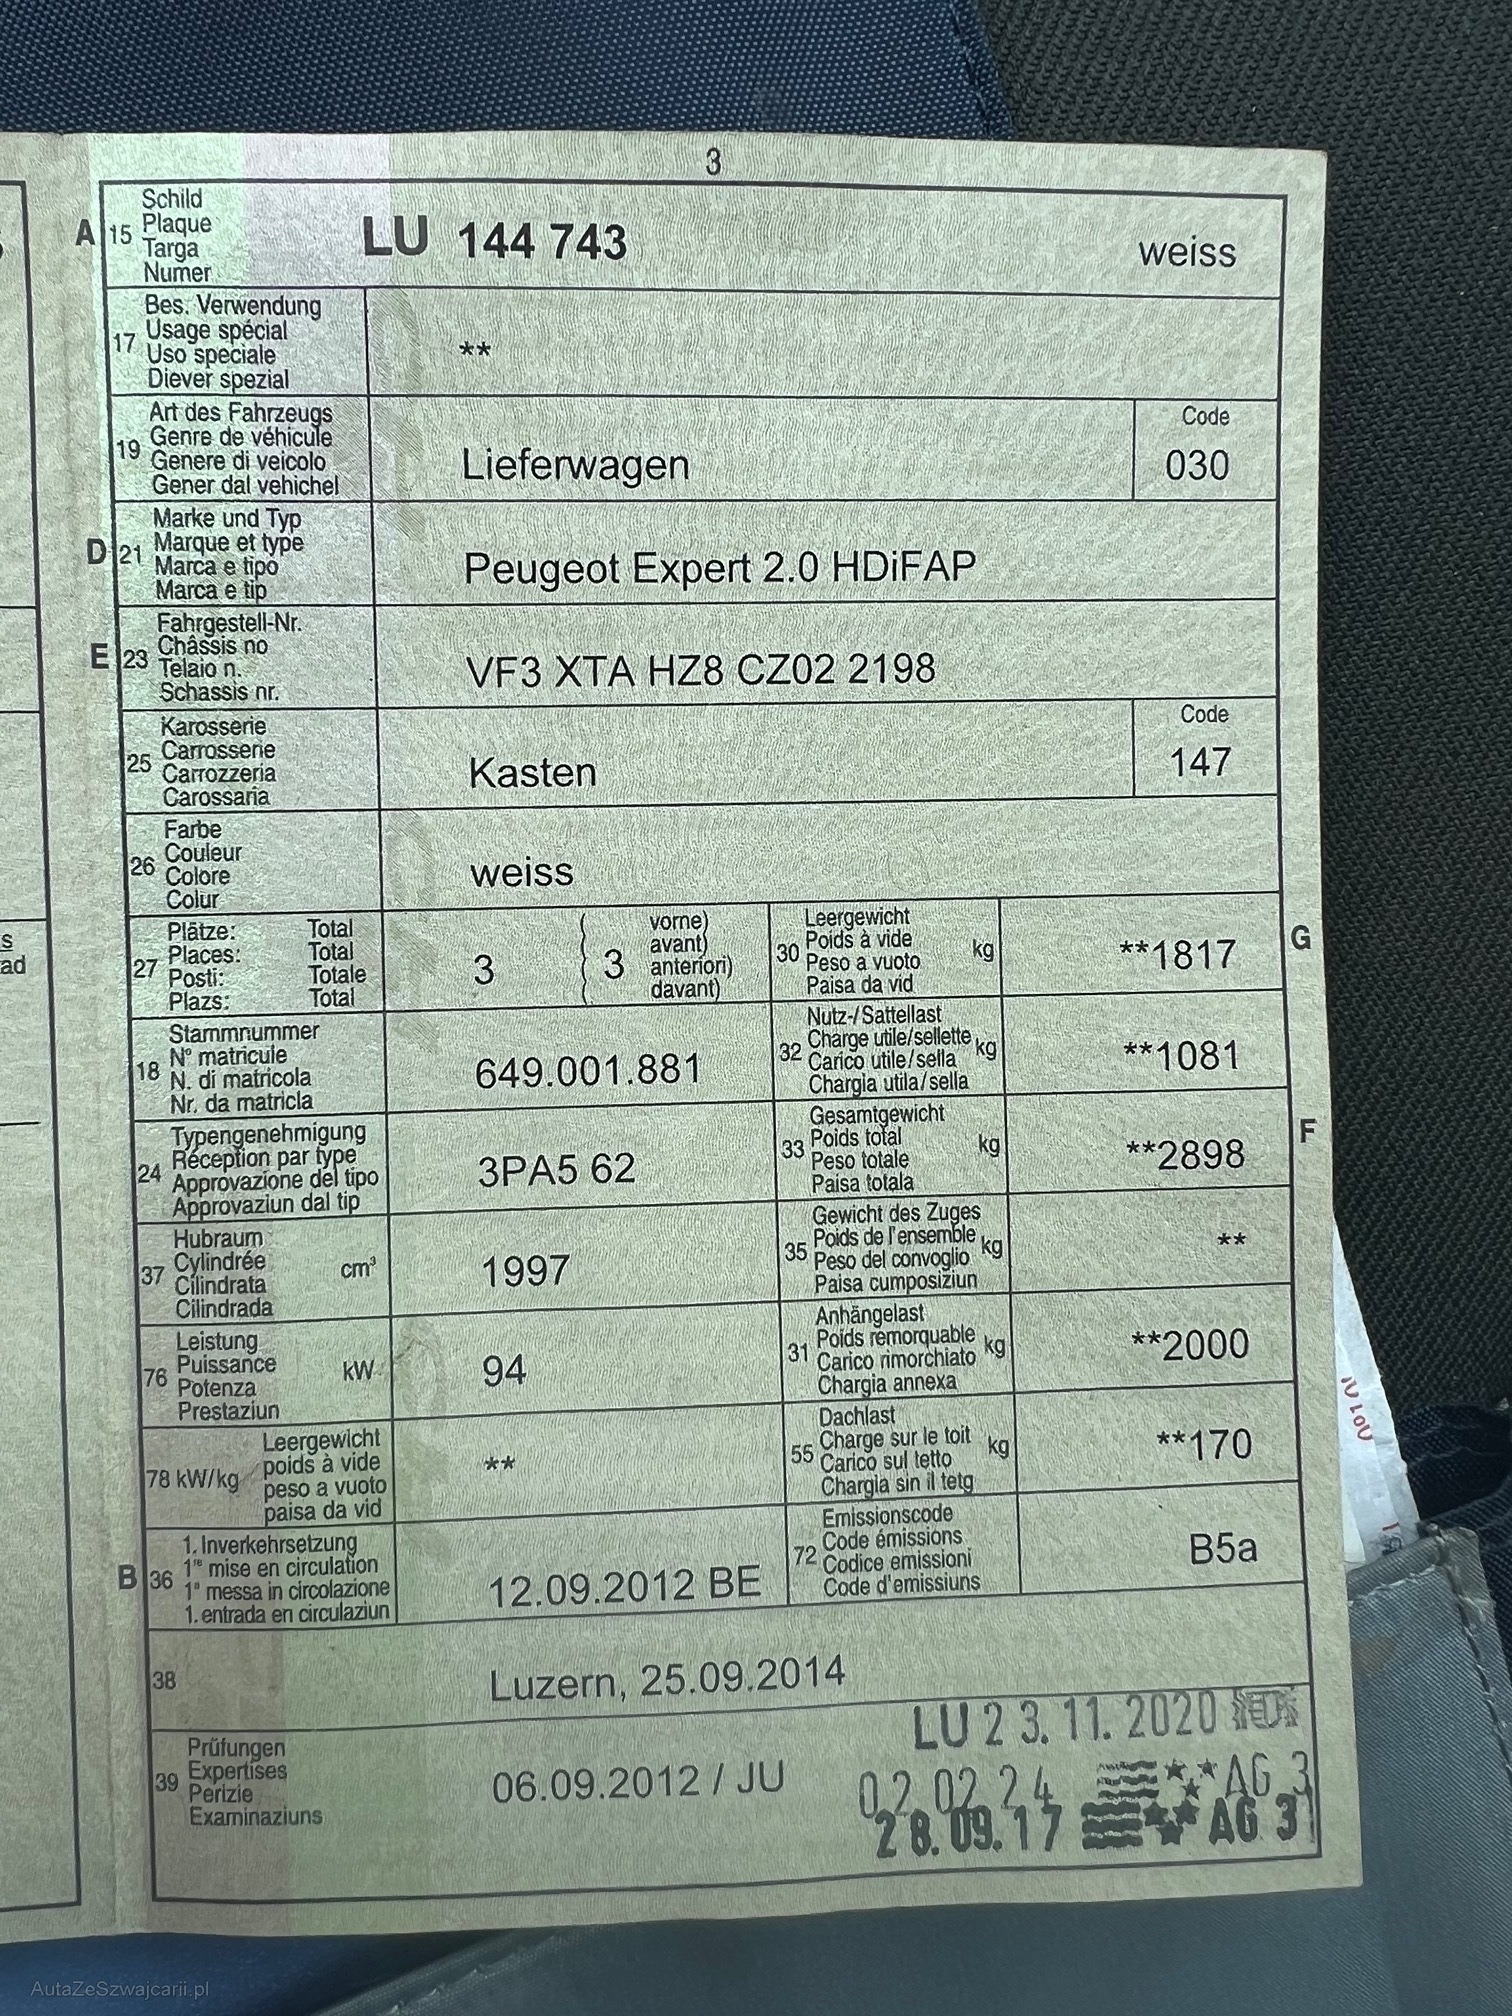 3
A 15 Schild
Plaque
Targa
Numer
LU 144 743 weiss
17 Bes. Verwendung
Usage spécial
Uso speciale
Diever spezial
**
19 Art des Fahrzeugs
Genre de véhicule
Genere di veicolo
Gener dal vehichel
Lieferwagen
Code
030
D 21 Marke und Typ
Marque et type
Marca e tipo
Marca e tip
Peugeot Expert 2.0 HDiFAP
E 23 Fahrgestell-Nr.
Châssis no
Telaio n.
Schassis nr.
VF3 XTA HZ8 CZ02 2198
25 Karosserie
Carrosserie
Carrozzeria
Carossaria
Kasten
Code
147
26 Farbe
Couleur
Colore
Colur
weiss
27 Plätze: Total
Places: Total
Posti: Totale
Plazs: Total
3 ( 3 vorne)
avant)
anteriori)
davant)
30 Leergewicht
Poids à vide kg
Peso a vuoto
Paisa da vid
**1817 G
18 Stammnummer
N° matricule
N. di matricola
Nr. da matricla
649.001.881
32 Nutz-/Sattellast
Charge utile/sellette kg
Carico utile/sella
Chargia utila/sella
**1081
24 Typengenehmigung
Réception par type
Approvazione del tipo
Approvaziun dal tip
3PA5 62
33 Gesamtgewicht
Poids total kg
Peso totale
Paisa totala
**2898 F
37 Hubraum
Cylindrée cm³
Cilindrata
Cilindrada
1997
35 Gewicht des Zuges
Poids de l'ensemble kg
Peso del convoglio
Paisa cumposiziun
**
76 Leistung
Puissance kW
Potenza
Prestaziun
94
31 Anhängelast
Poids remorquable kg
Carico rimorchiato
Chargia annexa
**2000
78 kW/kg Leergewicht
poids à vide
peso a vuoto
paisa da vid
**
55 Dachlast
Charge sur le toit kg
Carico sul tetto
Chargia sin il tetg
**170
B 36 1. Inverkehrsetzung
1re mise en circulation
1a messa in circolazione
1. entrada en circulaziun
12.09.2012 BE
72 Emissionscode
Code émissions
Codice emissioni
Code d'emissiuns
B5a
38 Luzern, 25.09.2014
LU 23.11.2020
39 Prüfungen
Expertises
Perizie
Examinaziuns
06.09.2012 / JU
02.02.24 AG 3
28.09.17 AG 31
s
ad
AutaZeSzwajcarii.pl